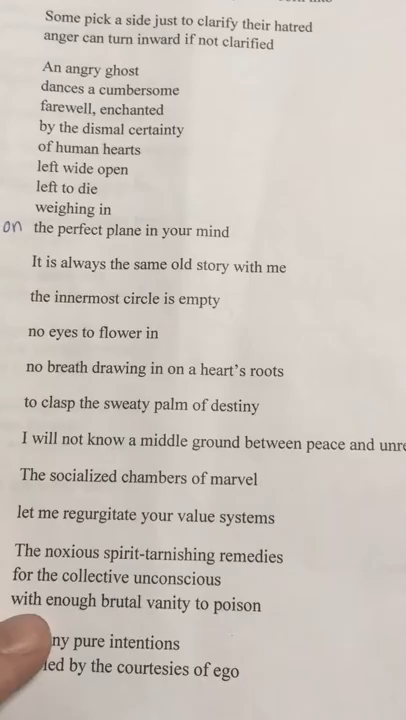 Some pick a side just to clarify their hatred
anger can turn inward if not clarified
An angry ghost
dances a cumbersome
farewell, enchanted
by the dismal certainty
of human hearts
left wide open
left to die
weighing in
on the perfect plane in your mind
It is always the same old story with me
the innermost circle is empty
no eyes to flower in
no breath drawing in on a heart's roots
to clasp the sweaty palm of destiny
I will not know a middle ground between peace and
The socialized chambers of marvel
let me regurgitate your value systems
The noxious spirit-tarnishing remedies
for the collective unconscious
with enough brutal vanity to poison
pure intentions
by the courtesies of ego